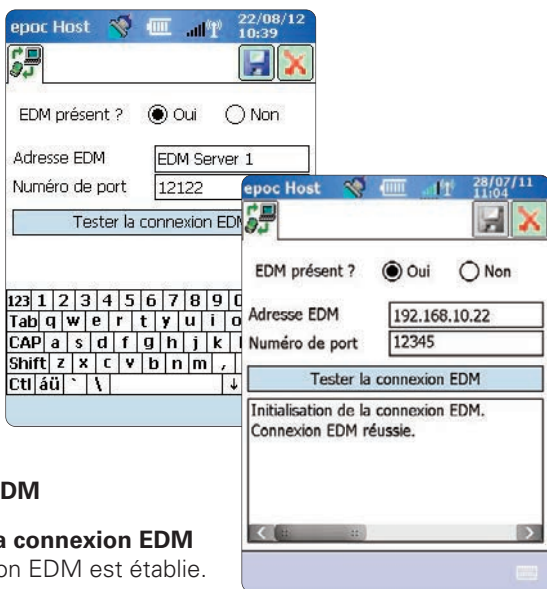 epoc Host 22/08/12
10:39
EDM présent ? Oui Non
Adresse EDM EDM Server 1
Numéro de port 12122
Tester la connexion
123 1 2 3 4 5 6 7 8 9
Tab q w e r t y u i o
CAP a s d f g h j k
Shift z x c v b n m ,
Ctl áü ` \ ↓
epoc Host 28/07/11
11:04
EDM présent ? Oui Non
Adresse EDM 192.168.10.22
Numéro de port 12345
Tester la connexion EDM
Initialisation de la connexion EDM.
Connexion EDM réussie.
connexion EDM
EDM est établie.